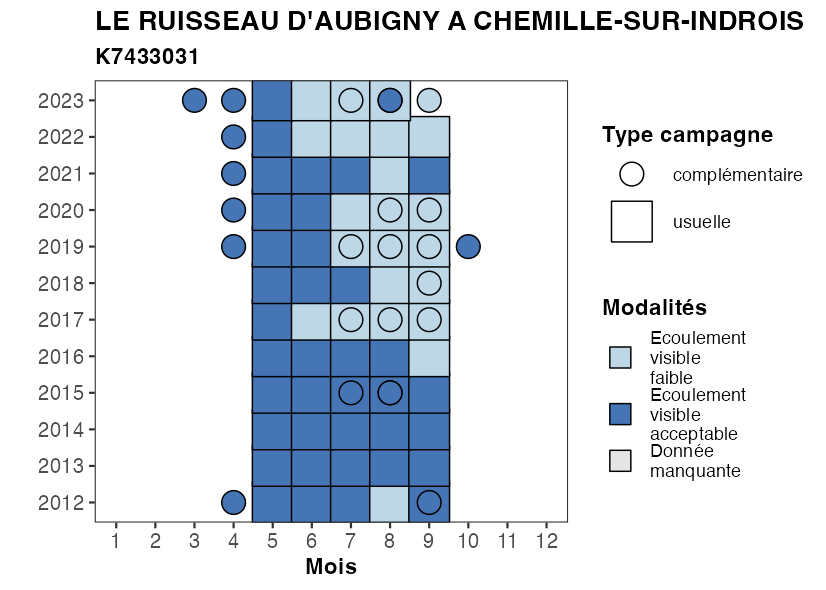 LE RUISSEAU D'AUBIGNY A CHEMILLE-SUR-INDROIS
K7433031
2023
2022
2021
2020
2019
2018
2017
2016
2015
2014
2013
2012
1 2 3 4 5 6 7 8 9 10 11 12
Mois
Type campagne
complémentaire
usuelle
Modalités
Ecoulement
visible
faible
Ecoulement
visible
acceptable
Donnée
manquante